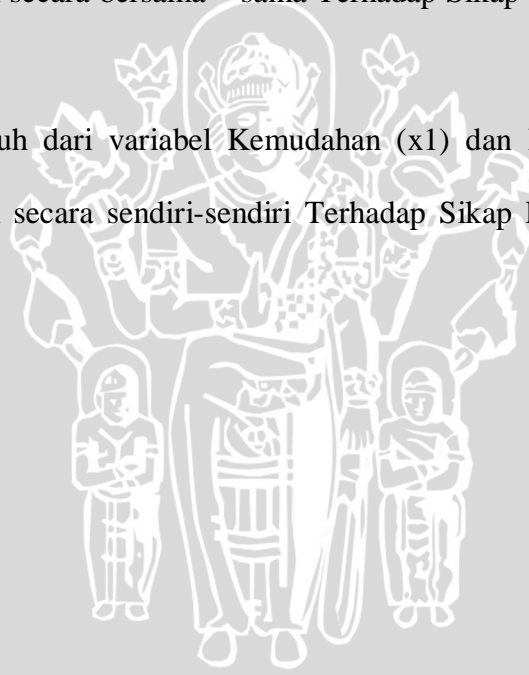 secara bersama – sama Terhadap Sikap
uh dari variabel Kemudahan (x1) dan
secara sendiri-sendiri Terhadap Sikap